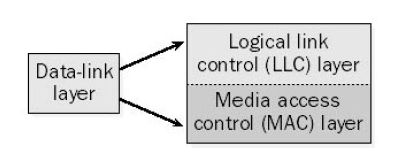 Data-link
layer
Logical link
control (LLC) layer
Media access
control (MAC) layer